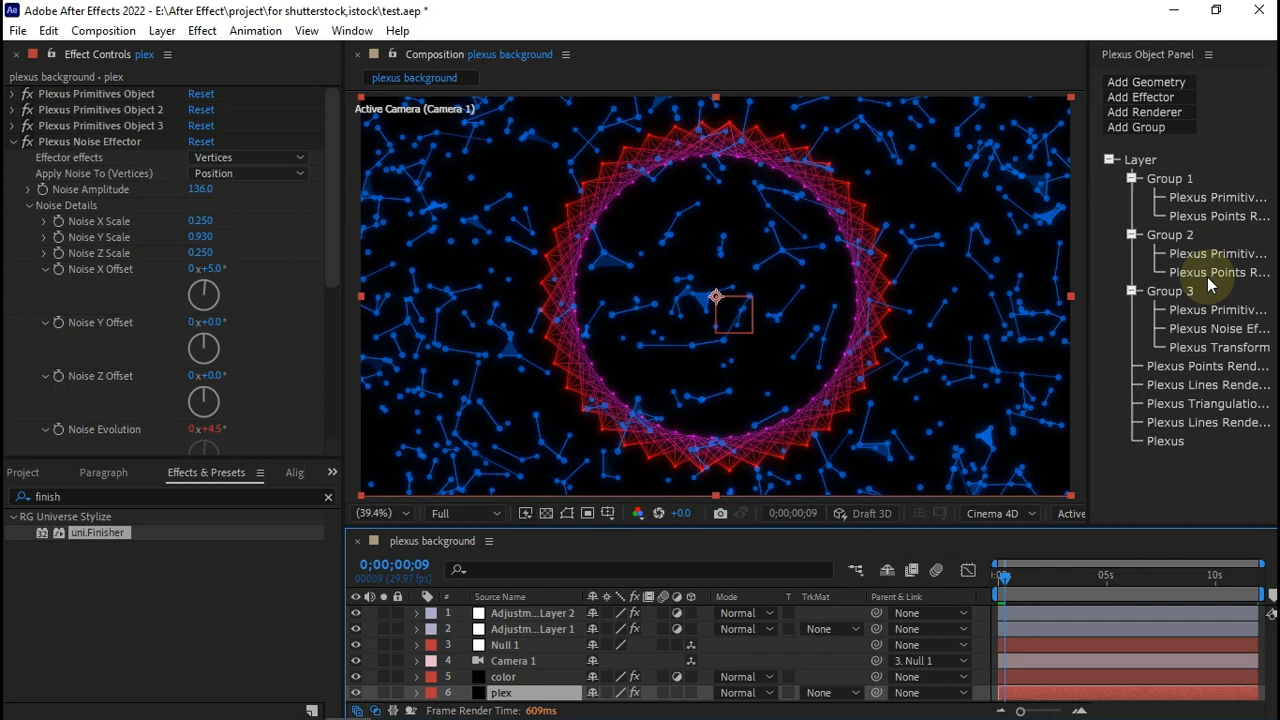 Adobe After Effects 2022 - E:\After Effect\project\for shutterstock,istock\test.aep *
File Edit Composition Layer Effect Animation View Window Help
Effect Controls plex
plexus background • plex
Plexus Primitives Object Reset
Plexus Primitives Object 2 Reset
Plexus Primitives Object 3 Reset
Plexus Noise Effector Reset
Effector effects Vertices
Apply Noise To (Vertices) Position
Noise Amplitude 136.0
Noise Details
Noise X Scale 0.250
Noise Y Scale 0.930
Noise Z Scale 0.250
Noise X Offset 0x+5.0°
Noise Y Offset 0x+0.0°
Noise Z Offset 0x+0.0°
Noise Evolution 0x+4.5°
Project Paragraph Effects & Presets Alig
finish
RG Universe Stylize
uni.Finisher
Composition plexus background
plexus background
Active Camera (Camera 1)
(39.4%) Full +0.0 0;00;00;09 Draft 3D Cinema 4D Active
Plexus Object Panel
Add Geometry
Add Effector
Add Renderer
Add Group
Layer
Group 1
Plexus Primitiv...
Plexus Points R...
Group 2
Plexus Primitiv...
Plexus Points R...
Group 3
Plexus Primitiv...
Plexus Noise Ef...
Plexus Transform
Plexus Points Rend...
Plexus Lines Rende...
Plexus Triangulatio...
Plexus Lines Rende...
Plexus
plexus background
0;00;00;09
00009 (29.97 fps)
:00s 05s 10s
# Source Name Mode T TrkMat Parent & Link
1 Adjustm...Layer 2 Normal None
2 Adjustm...Layer 1 Normal None None
3 Null 1 None
4 Camera 1 3. Null 1
5 color Normal None
6 plex Normal None None
Frame Render Time: 609ms